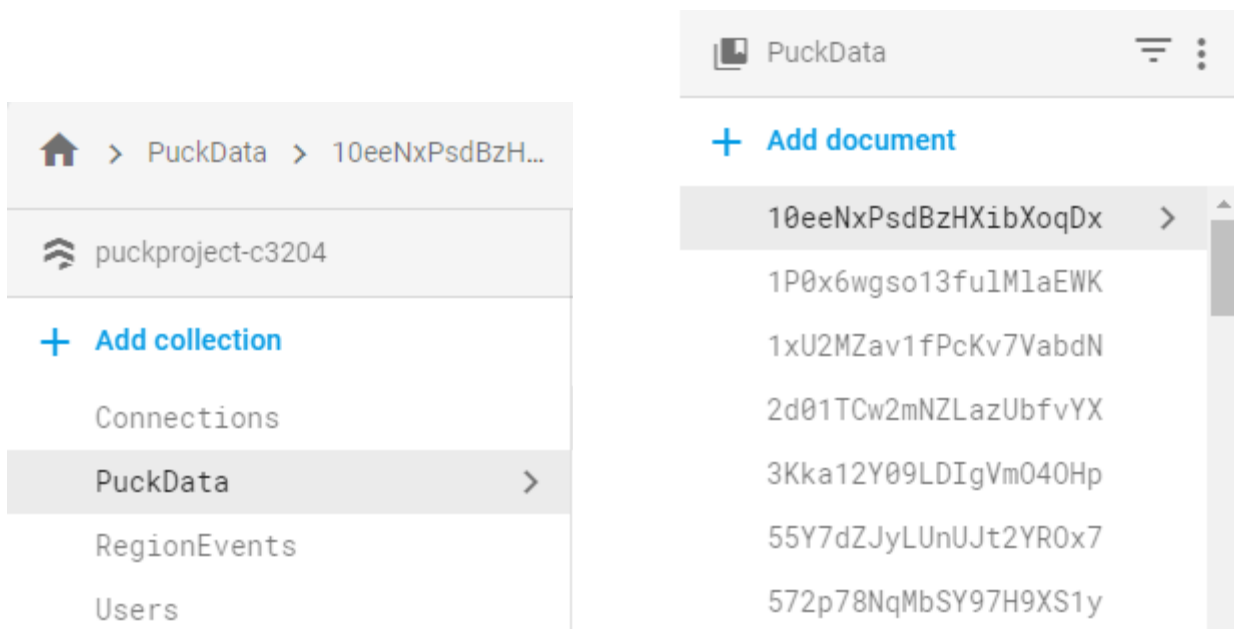 PuckData > 10eeNxPsdBzH...
puckproject-c3204
+ Add collection
Connections
PuckData
RegionEvents
Users
PuckData
+ Add document
10eeNxPsdBzHXibXoqDx
1P0x6wgso13fulMlaEWK
1xU2MZav1fPcKv7VabdN
2d01TCw2mNZLazUbfvYX
3Kka12Y09LDIgVmO4OHp
55Y7dZJyLUnUJt2YROx7
572p78NqMbSY97H9XS1y